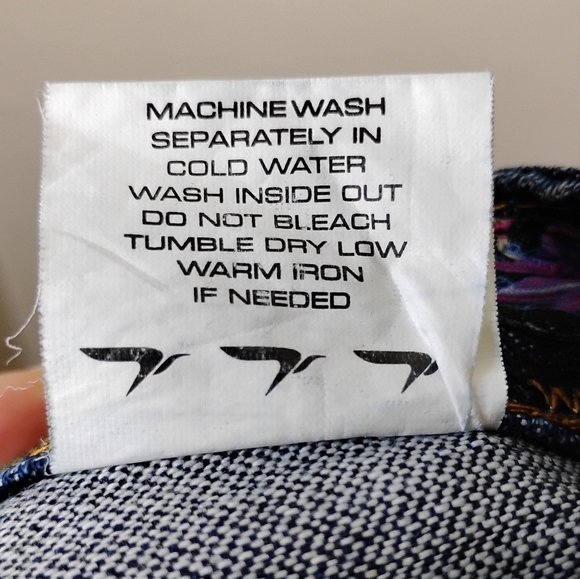 MACHINE WASH
SEPARATELY IN
COLD WATER
WASH INSIDE OUT
DO NOT BLEACH
TUMBLE DRY LOW
WARM IRON
IF NEEDED